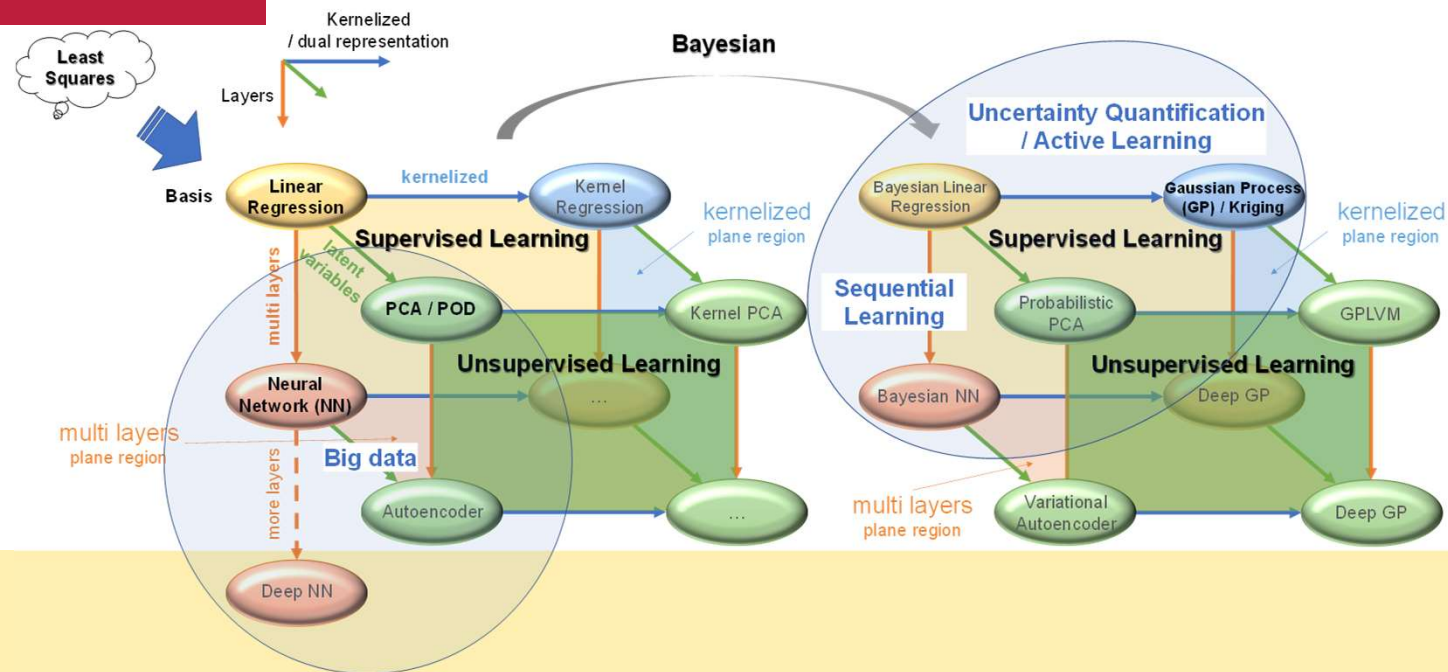 Least
Squares
Kernelized
/ dual representation
Layers
Bayesian
Basis
Linear
Regression
kernelized
Kernel
Regression
kernelized
plane region
Supervised Learning
multi layers
latent
variables
PCA / POD
Kernel PCA
Unsupervised Learning
Neural
Network (NN)
...
multi layers
plane region
Big data
more layers
Autoencoder
...
Deep NN
Uncertainty Quantification
/ Active Learning
Bayesian Linear
Regression
Gaussian Process
(GP) / Kriging
kernelized
plane region
Supervised Learning
Sequential
Learning
Probabilistic
PCA
GPLVM
Unsupervised Learning
Bayesian NN
Deep GP
multi layers
plane region
Variational
Autoencoder
Deep GP